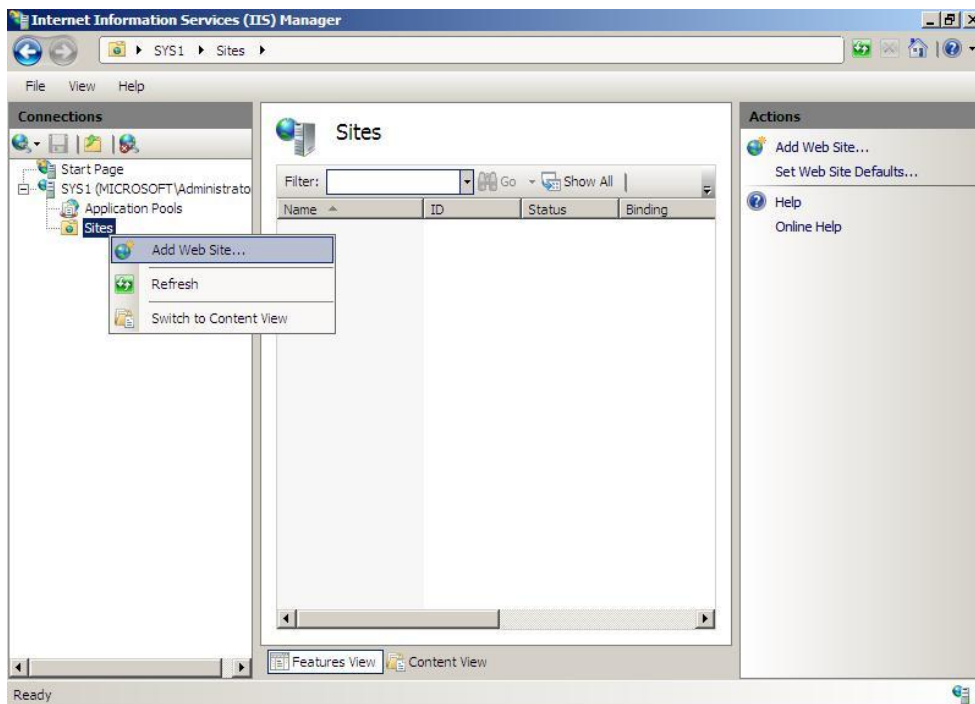 Internet Information Services (IIS) Manager
SYS1 Sites
File View Help
Connections
Start Page
SYS1 (MICROSOFT\Administrato
Application Pools
Sites
Add Web Site...
Refresh
Switch to Content View
Sites
Filter: Go Show All
Name ID Status Binding
Features View Content View
Actions
Add Web Site...
Set Web Site Defaults...
Help
Online Help
Ready